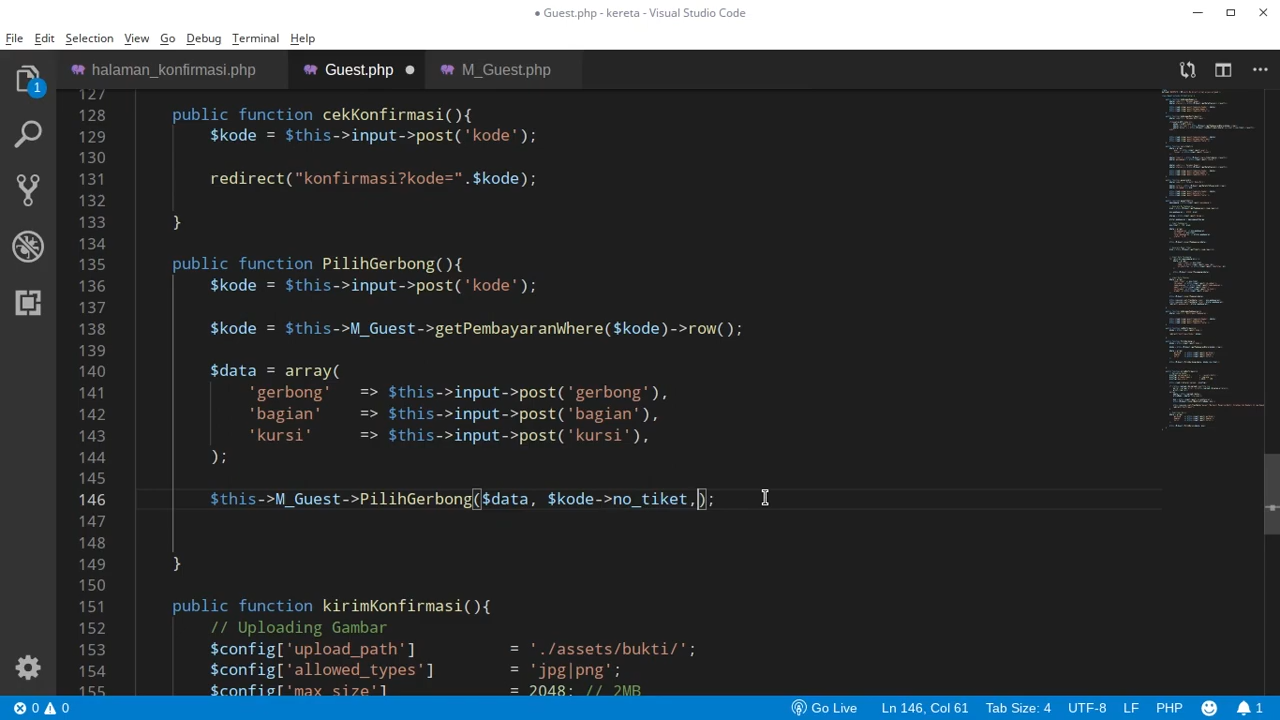 ● Guest.php - kereta - Visual Studio Code
File Edit Selection View Go Debug Terminal Help
1
halaman_konfirmasi.php Guest.php ● M_Guest.php
127
128 public function cekKonfirmasi(){
129 $kode = $this->input->post('kode');
130
131 redirect("konfirmasi?kode=".$kode);
132
133 }
134
135 public function PilihGerbong(){
136 $kode = $this->input->post('kode');
137
138 $kode = $this->M_Guest->getPembayaranWhere($kode)->row();
139
140 $data = array(
141 'gerbong' => $this->input->post('gerbong'),
142 'bagian' => $this->input->post('bagian'),
143 'kursi' => $this->input->post('kursi'),
144 );
145
146 $this->M_Guest->PilihGerbong($data, $kode->no_tiket,);
147
148
149 }
150
151 public function kirimKonfirmasi(){
152 // Uploading Gambar
153 $config['upload_path'] = './assets/bukti/';
154 $config['allowed_types'] = 'jpg|png';
155 $config['max_size'] = 2048; // 2MB
0 0 Go Live Ln 146, Col 61 Tab Size: 4 UTF-8 LF PHP 1